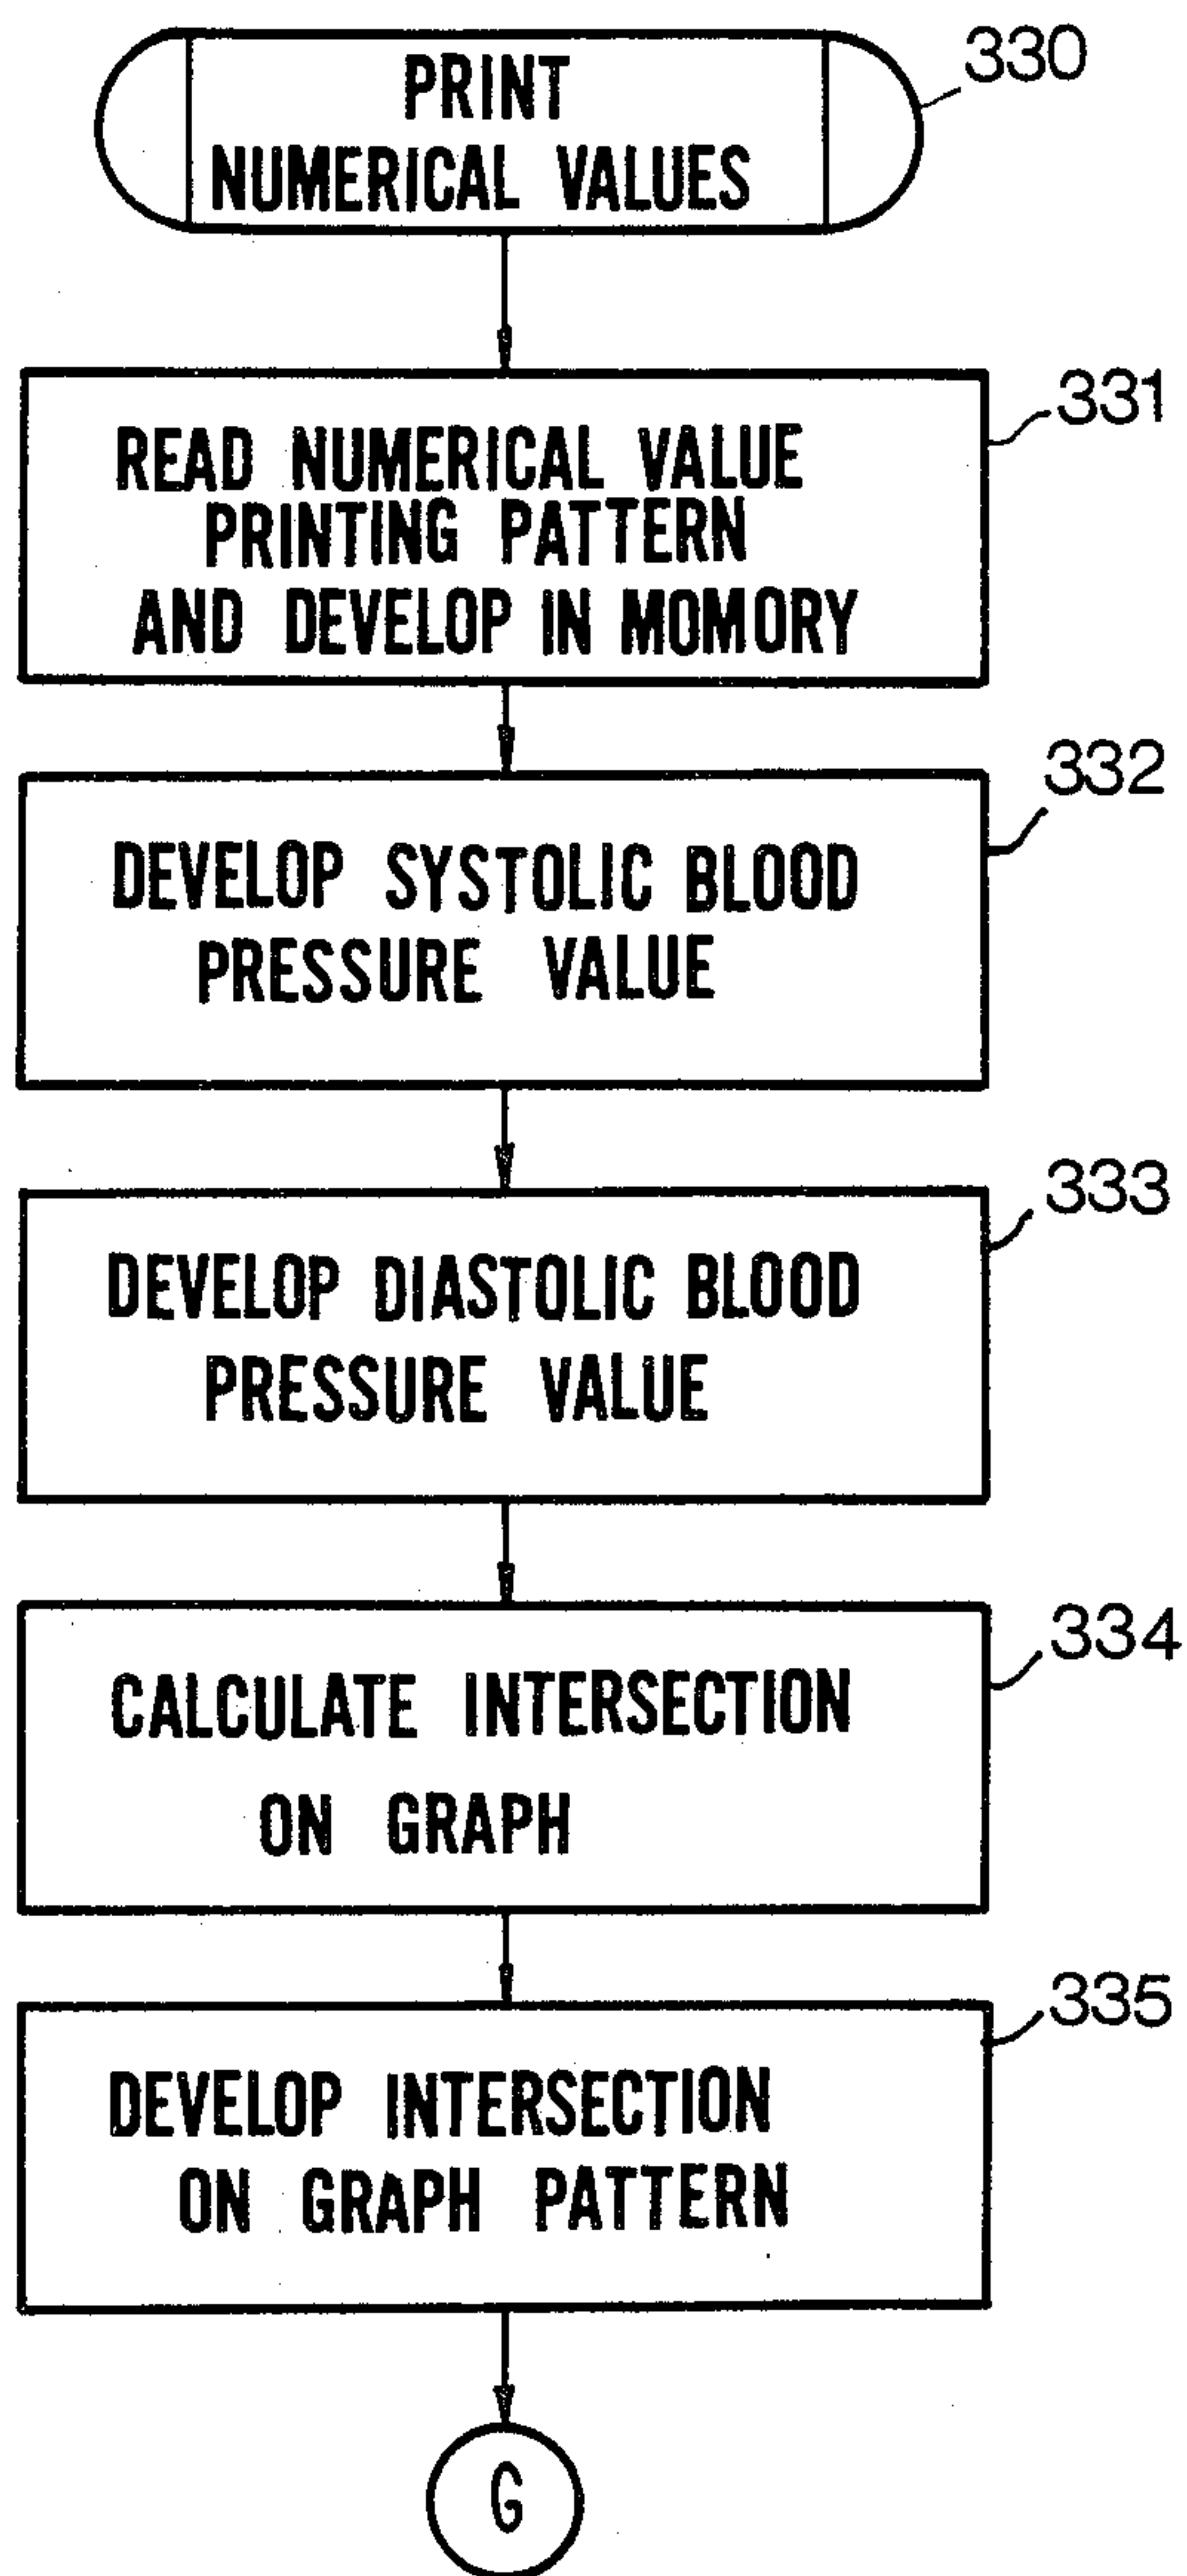 PRINT
NUMERICAL VALUES
330
READ NUMERICAL VALUE
PRINTING PATTERN
AND DEVELOP IN MOMORY
331
DEVELOP SYSTOLIC BLOOD
PRESSURE VALUE
332
DEVELOP DIASTOLIC BLOOD
PRESSURE VALUE
333
CALCULATE INTERSECTION
ON GRAPH
334
DEVELOP INTERSECTION
ON GRAPH PATTERN
335
G